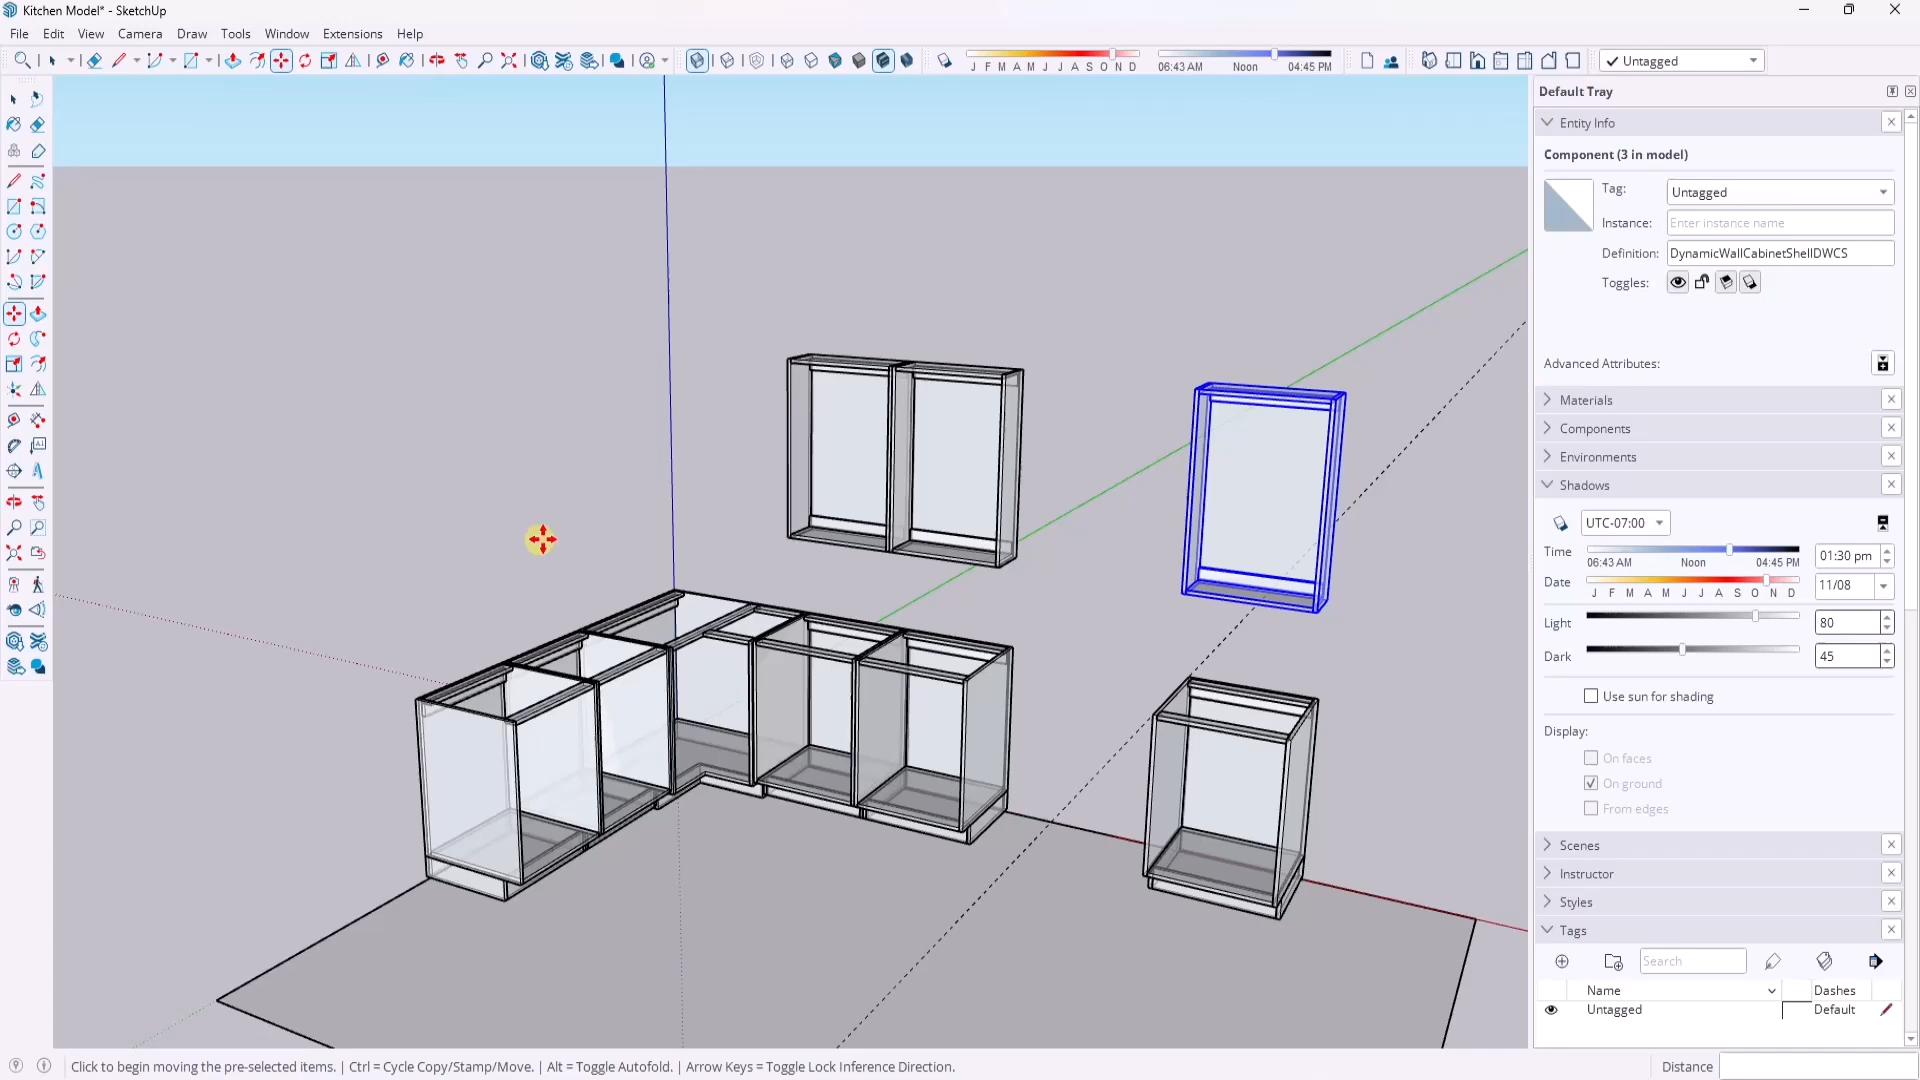 Kitchen Model* - SketchUp
File Edit View Camera Draw Tools Window Extensions Help
J F M A M J J A S O N D
06:43 AM Noon 04:45 PM
Untagged
Default Tray
Entity Info
Component (3 in model)
Tag: Untagged
Instance: Enter instance name
Definition: DynamicWallCabinetShellDWCS
Toggles:
Advanced Attributes:
Materials
Components
Environments
Shadows
UTC-07:00
Time 01:30 pm
06:43 AM Noon 04:45 PM
Date 11/08
J F M A M J J A S O N D
Light 80
Dark 45
Use sun for shading
Display:
On faces
On ground
From edges
Scenes
Instructor
Styles
Tags
Search
Name Dashes
Untagged Default
Click to begin moving the pre-selected items. | Ctrl = Cycle Copy/Stamp/Move. | Alt = Toggle Autofold. | Arrow Keys = Toggle Lock Inference Direction.
Distance